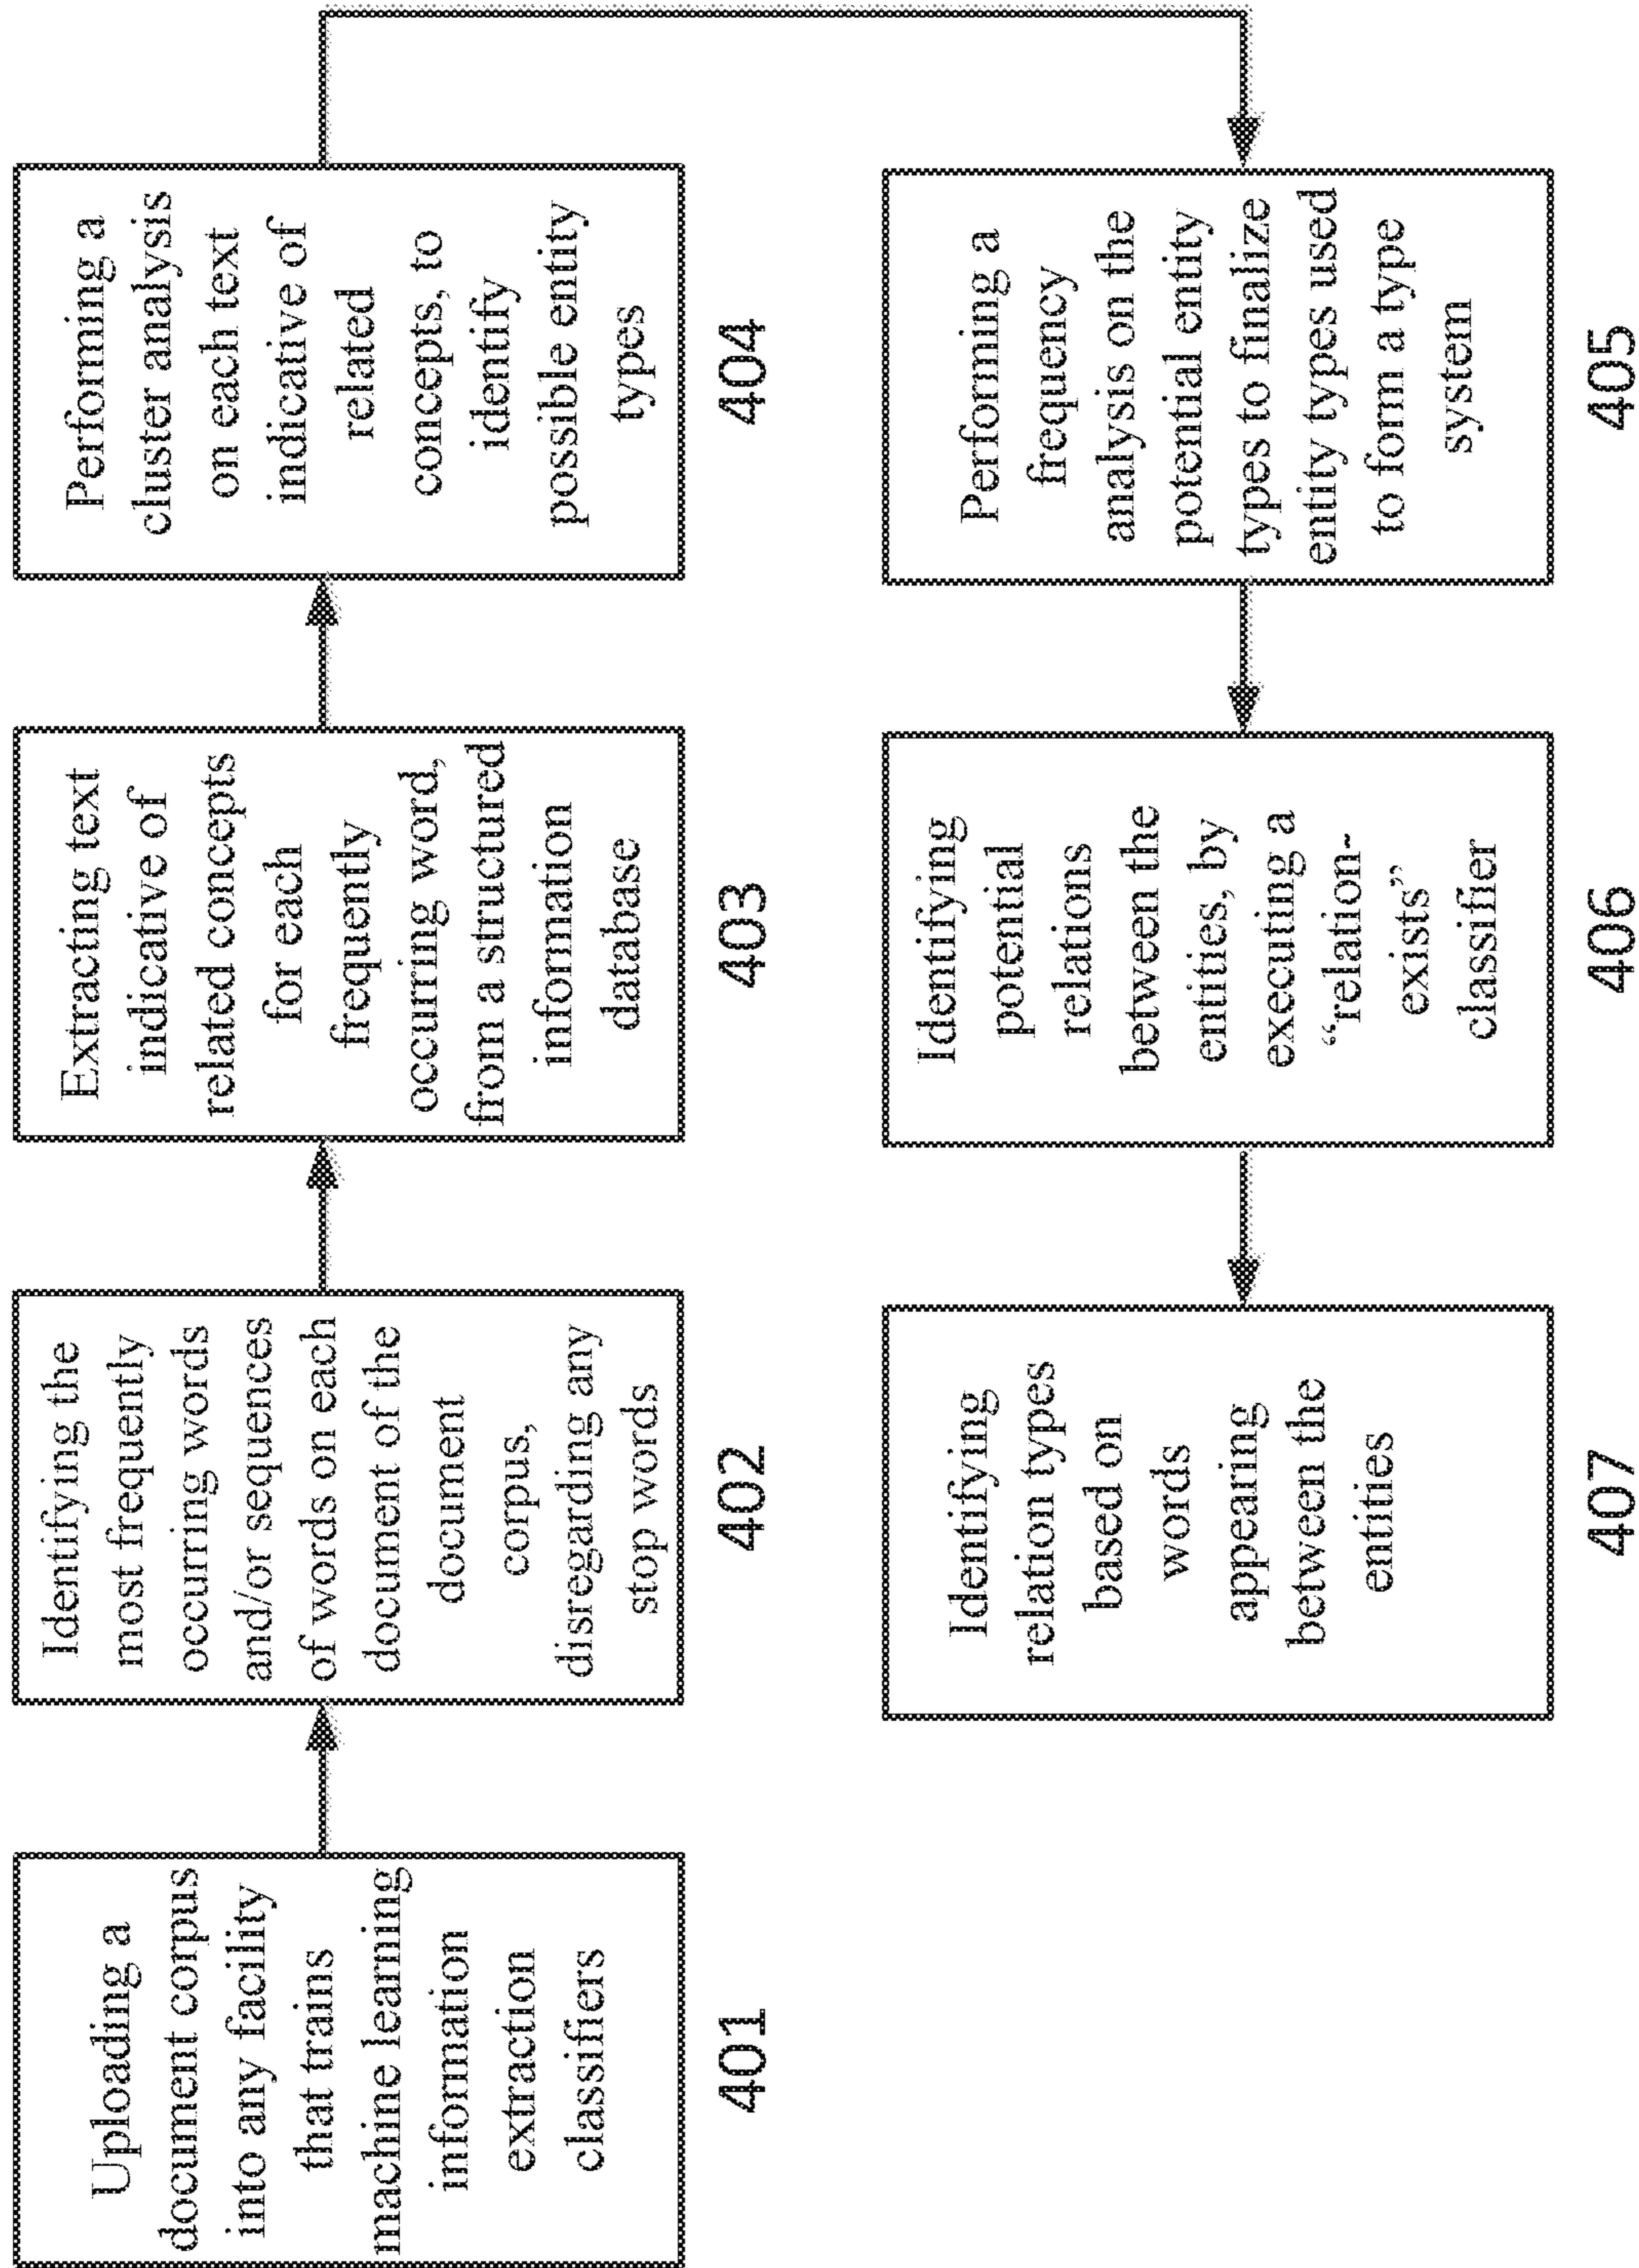 Uploading a
document corpus
into any facility
that trains
machine learning
information
extraction
classifiers
401
Identifying the
most frequently
occurring words
and/or sequences
of words on each
document of the
document
corpus,
disregarding any
stop words
402
Extracting text
indicative of
related concepts
for each
frequently
occurring word,
from a structured
information
database
403
Performing a
cluster analysis
on each text
indicative of
related
concepts, to
identify
possible entity
types
404
Performing a
frequency
analysis on the
potential entity
types to finalize
entity types used
to form a type
system
405
Identifying
potential
relations
between the
entities, by
executing a
“relation-
exists”
classifier
406
Identifying
relation types
based on
words
appearing
between the
entities
407